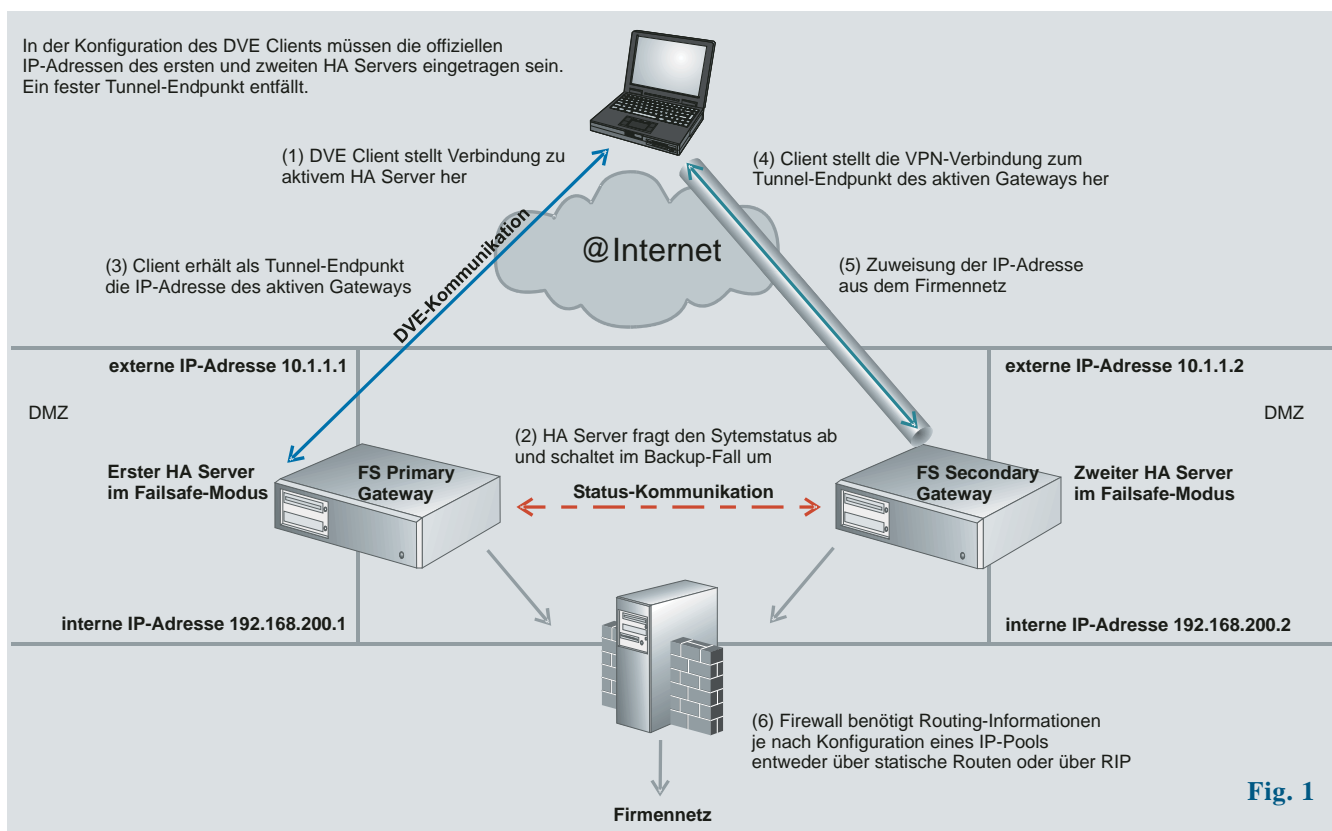 In der Konfiguration des DVE Clients müssen die offiziellen
IP-Adressen des ersten und zweiten HA Servers eingetragen sein.
Ein fester Tunnel-Endpunkt entfällt.
(1) DVE Client stellt Verbindung zu
aktivem HA Server her
(4) Client stellt die VPN-Verbindung zum
Tunnel-Endpunkt des aktiven Gateways her
@Internet
(3) Client erhält als Tunnel-Endpunkt
die IP-Adresse des aktiven Gateways
DVE-Kommunikation
(5) Zuweisung der IP-Adresse
aus dem Firmennetz
externe IP-Adresse 10.1.1.1
externe IP-Adresse 10.1.1.2
DMZ
DMZ
(2) HA Server fragt den Sytemstatus ab
und schaltet im Backup-Fall um
Erster HA Server
im Failsafe-Modus
FS Primary
Gateway
Status-Kommunikation
FS Secondary
Gateway
Zweiter HA Server
im Failsafe-Modus
interne IP-Adresse 192.168.200.1
interne IP-Adresse 192.168.200.2
(6) Firewall benötigt Routing-Informationen
je nach Konfiguration eines IP-Pools
entweder über statische Routen oder über RIP
Fig. 1
Firmennetz